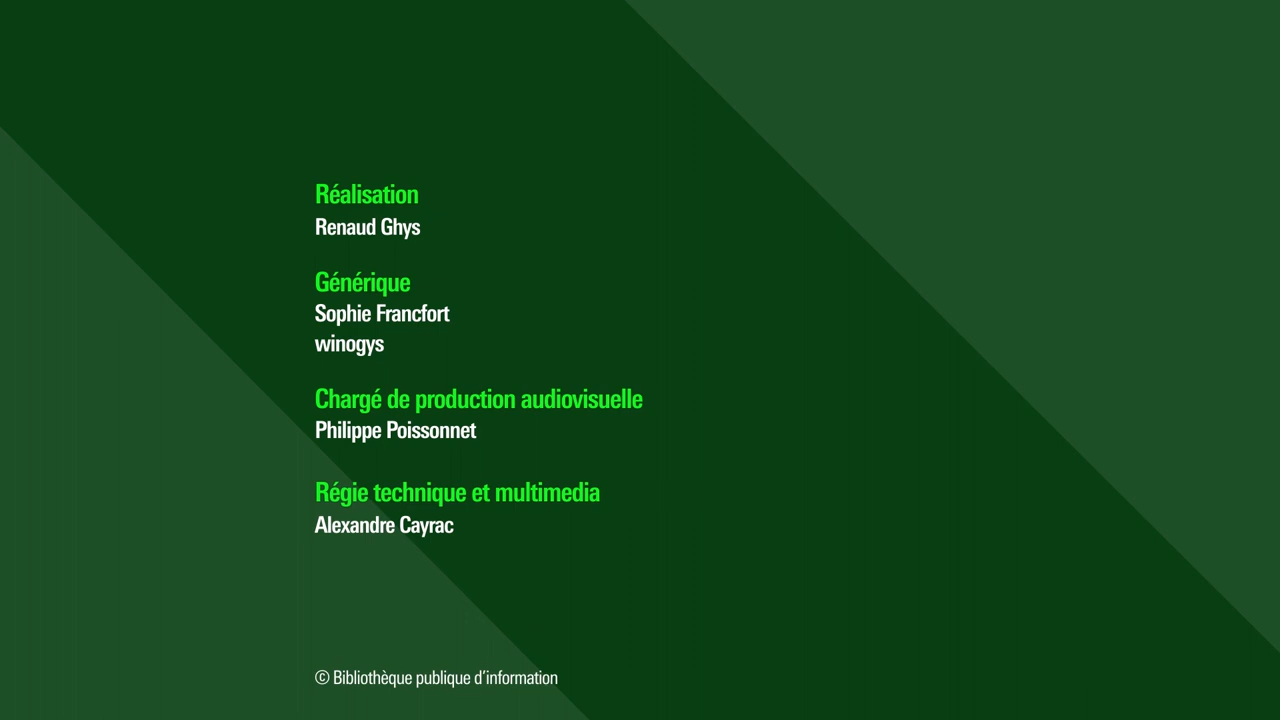 Réalisation
Renaud Ghys
Générique
Sophie Francfort
winogys
Chargé de production audiovisuelle
Philippe Poissonnet
Régie technique et multimedia
Alexandre Cayrac
© Bibliothèque publique d’information